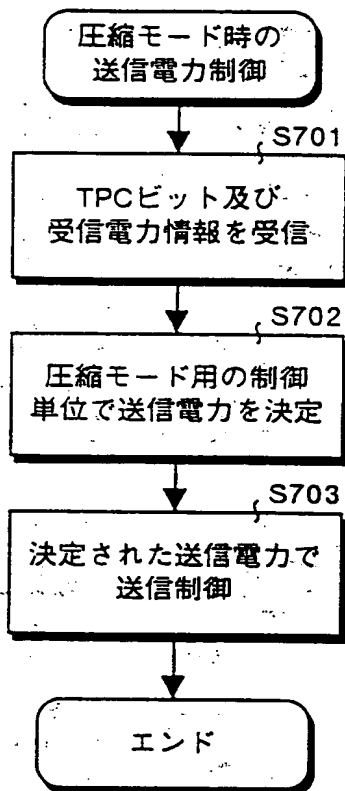 圧縮モード時の
送信電力制御
S701
TPCビット及び
受信電力情報を受信
S702
圧縮モード用の制御
単位で送信電力を決定
S703
決定された送信電力で
送信制御
エンド